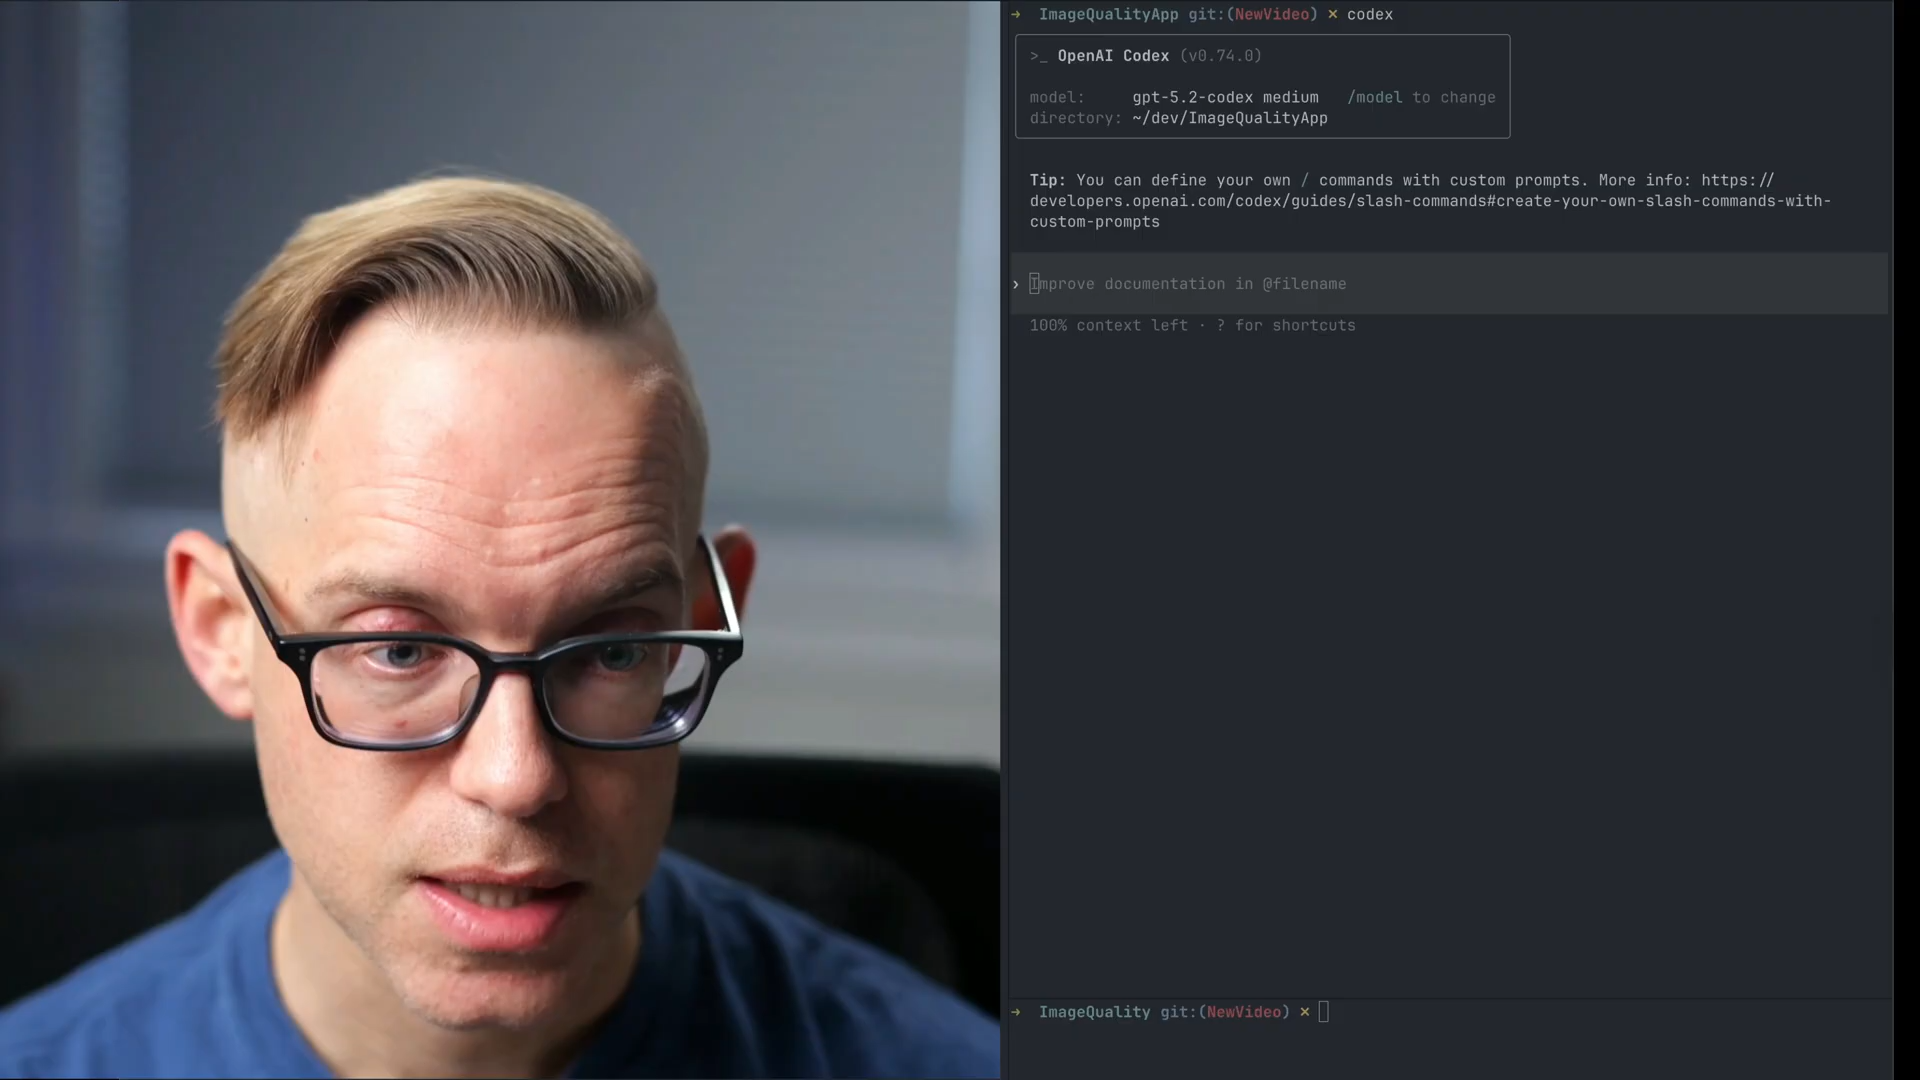 → ImageQualityApp git:(NewVideo) × codex
>_ OpenAI Codex (v0.74.0)
model: gpt-5.2-codex medium /model to change
directory: ~/dev/ImageQualityApp
Tip: You can define your own / commands with custom prompts. More info: https://
developers.openai.com/codex/guides/slash-commands#create-your-own-slash-commands-with-
custom-prompts
› Improve documentation in @filename
100% context left · ? for shortcuts
→ ImageQuality git:(NewVideo) ×